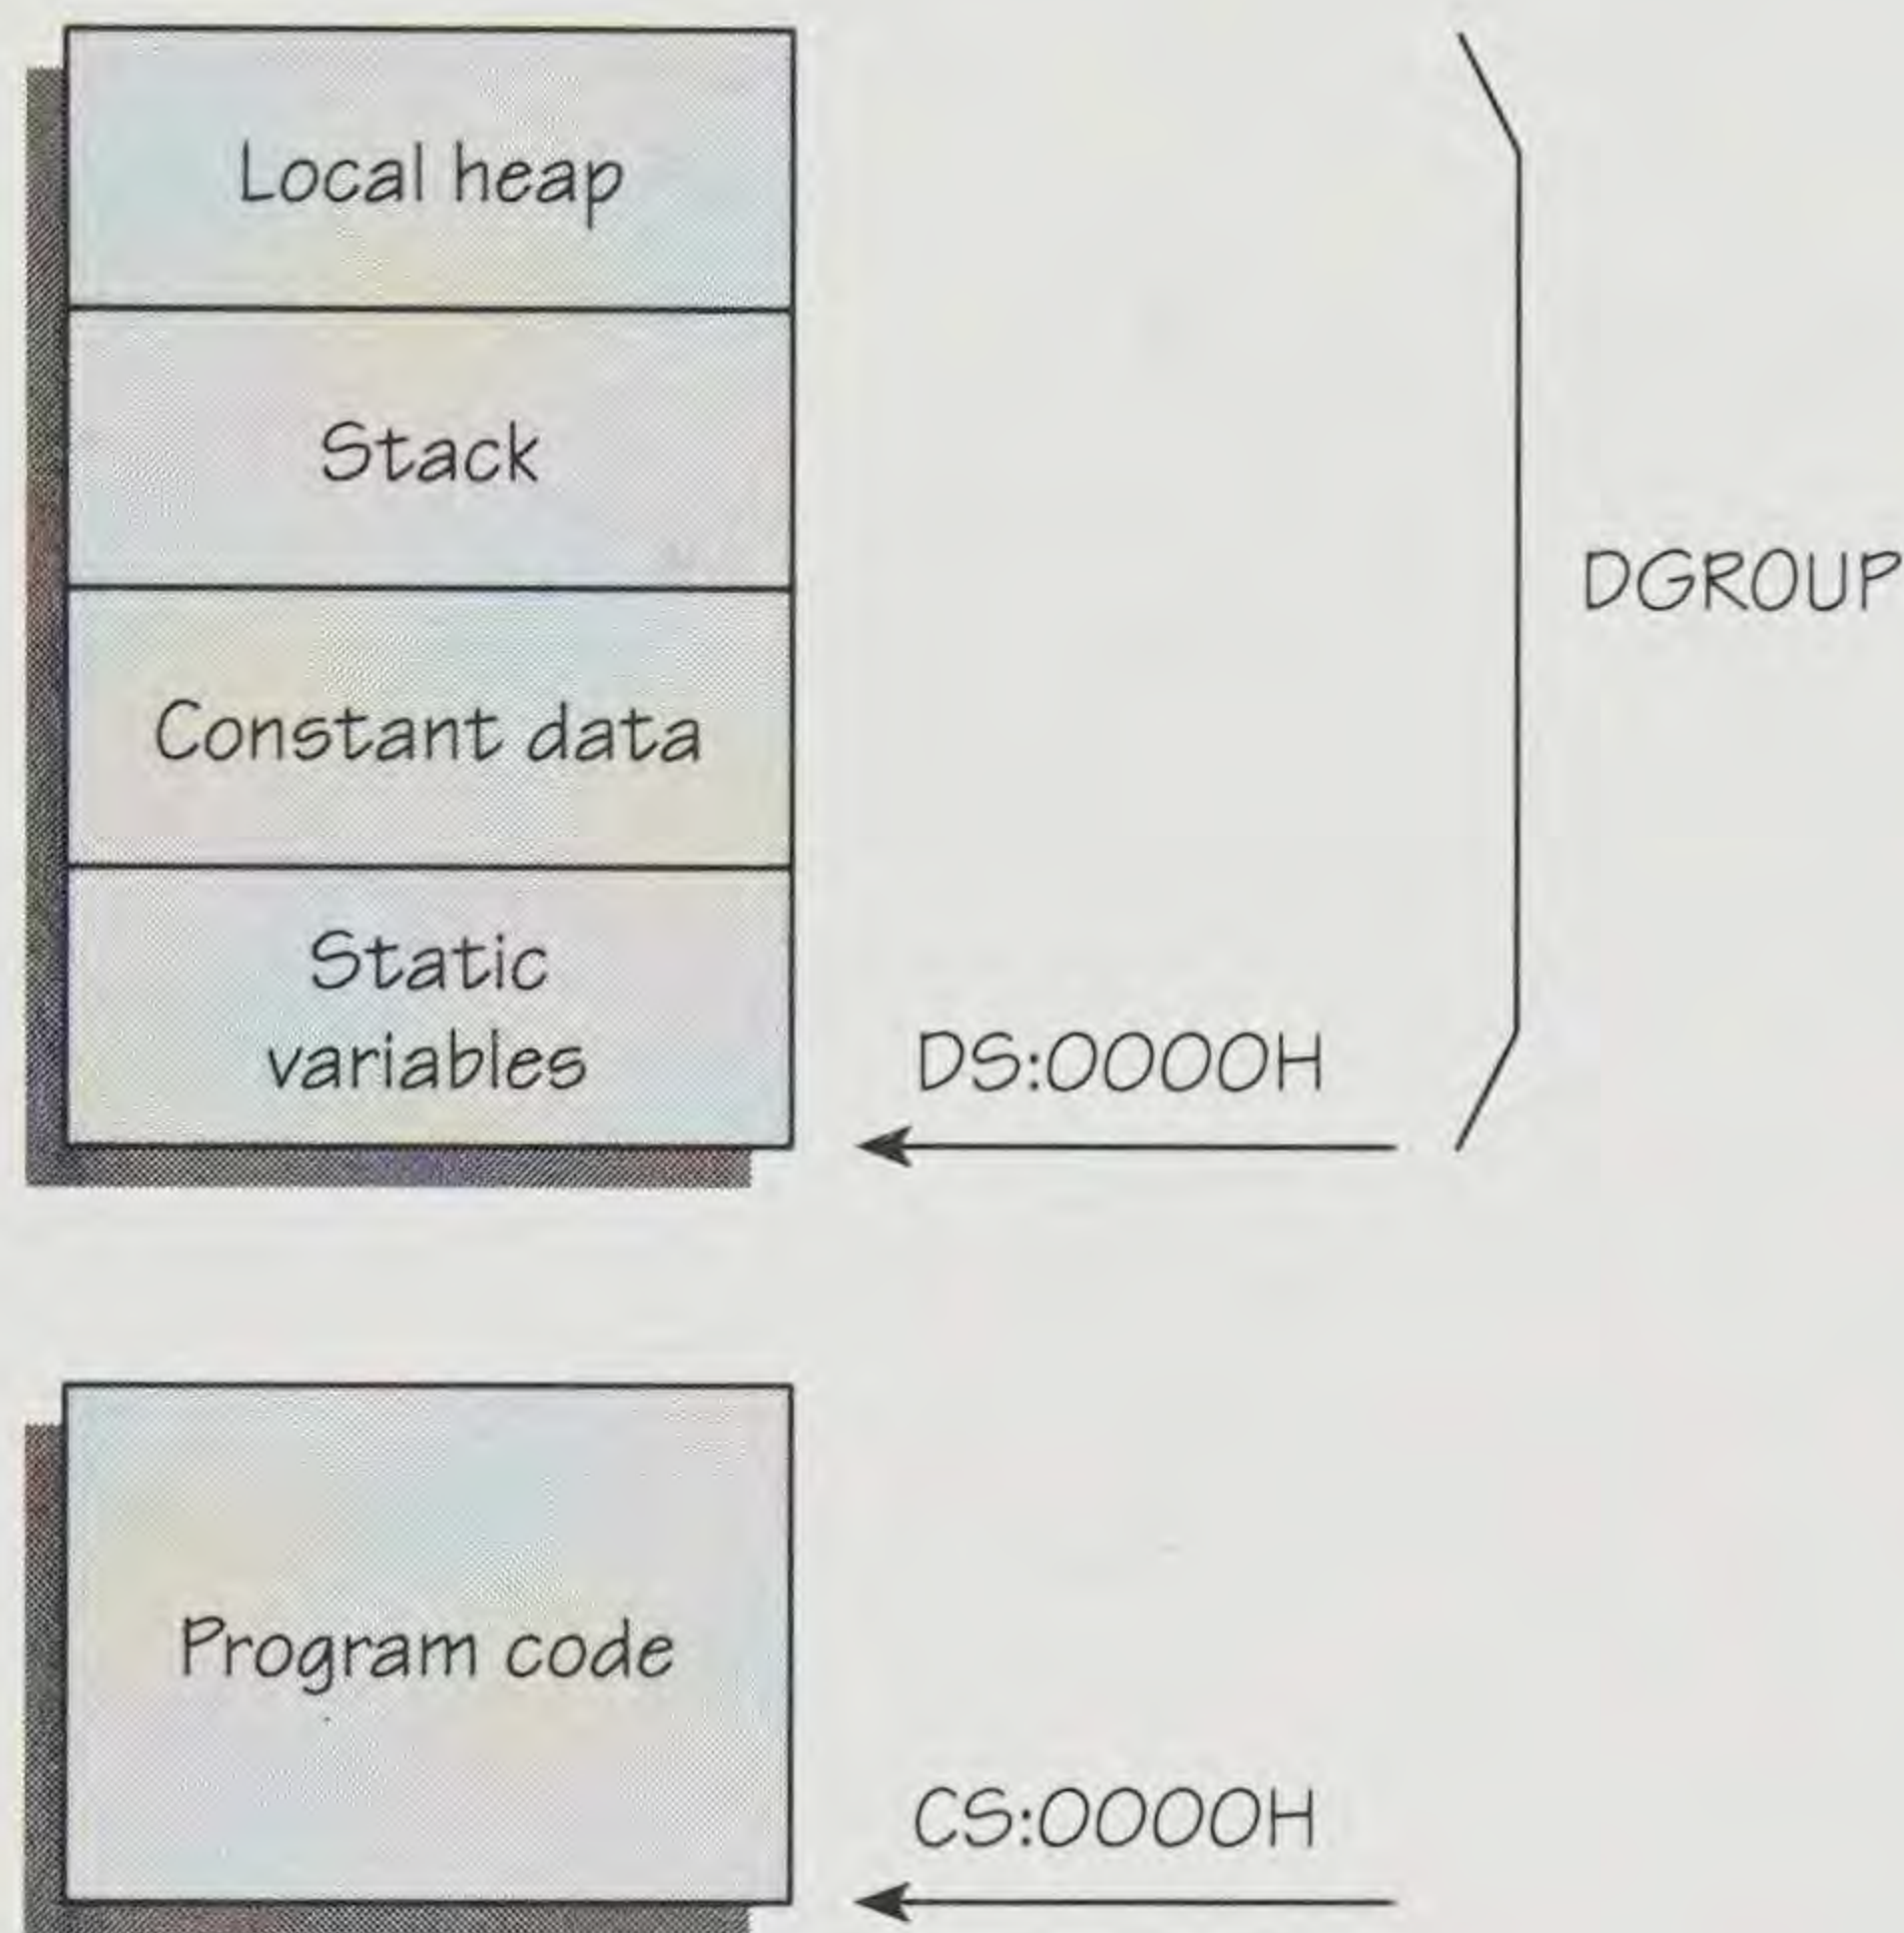 Local heap
Stack
DGROUP
Constant data
Static
variables
DS:0000H
Program code
CS:0000H